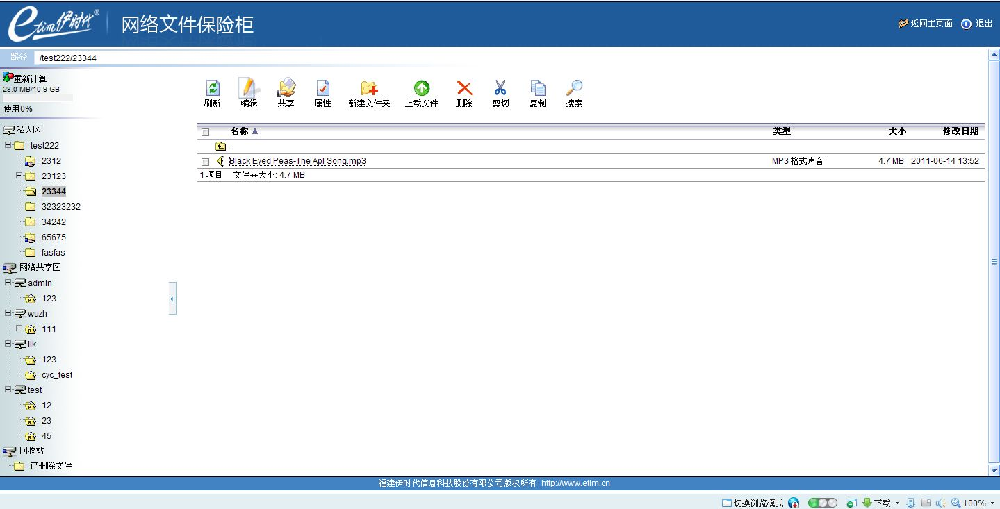 etim伊时代® 网络文件保险柜 返回主页面 退出
路径 /test222/23344
重新计算
28.0 MB/10.9 GB
使用0%
刷新 编辑 共享 属性 新建文件夹 上载文件 删除 剪切 复制 搜索
名称 类型 大小 修改日期
..
Black Eyed Peas-The Apl Song.mp3 MP3 格式声音 4.7 MB 2011-06-14 13:52
1 项目 文件夹大小: 4.7 MB
私人区
test222
2312
23123
23344
32323232
34242
65675
fasfas
网络共享区
admin
123
wuzh
111
lik
123
cyc_test
test
12
23
45
回收站
已删除文件
福建伊时代信息科技股份有限公司版权所有 http://www.etim.cn
切换浏览模式 下载 100%